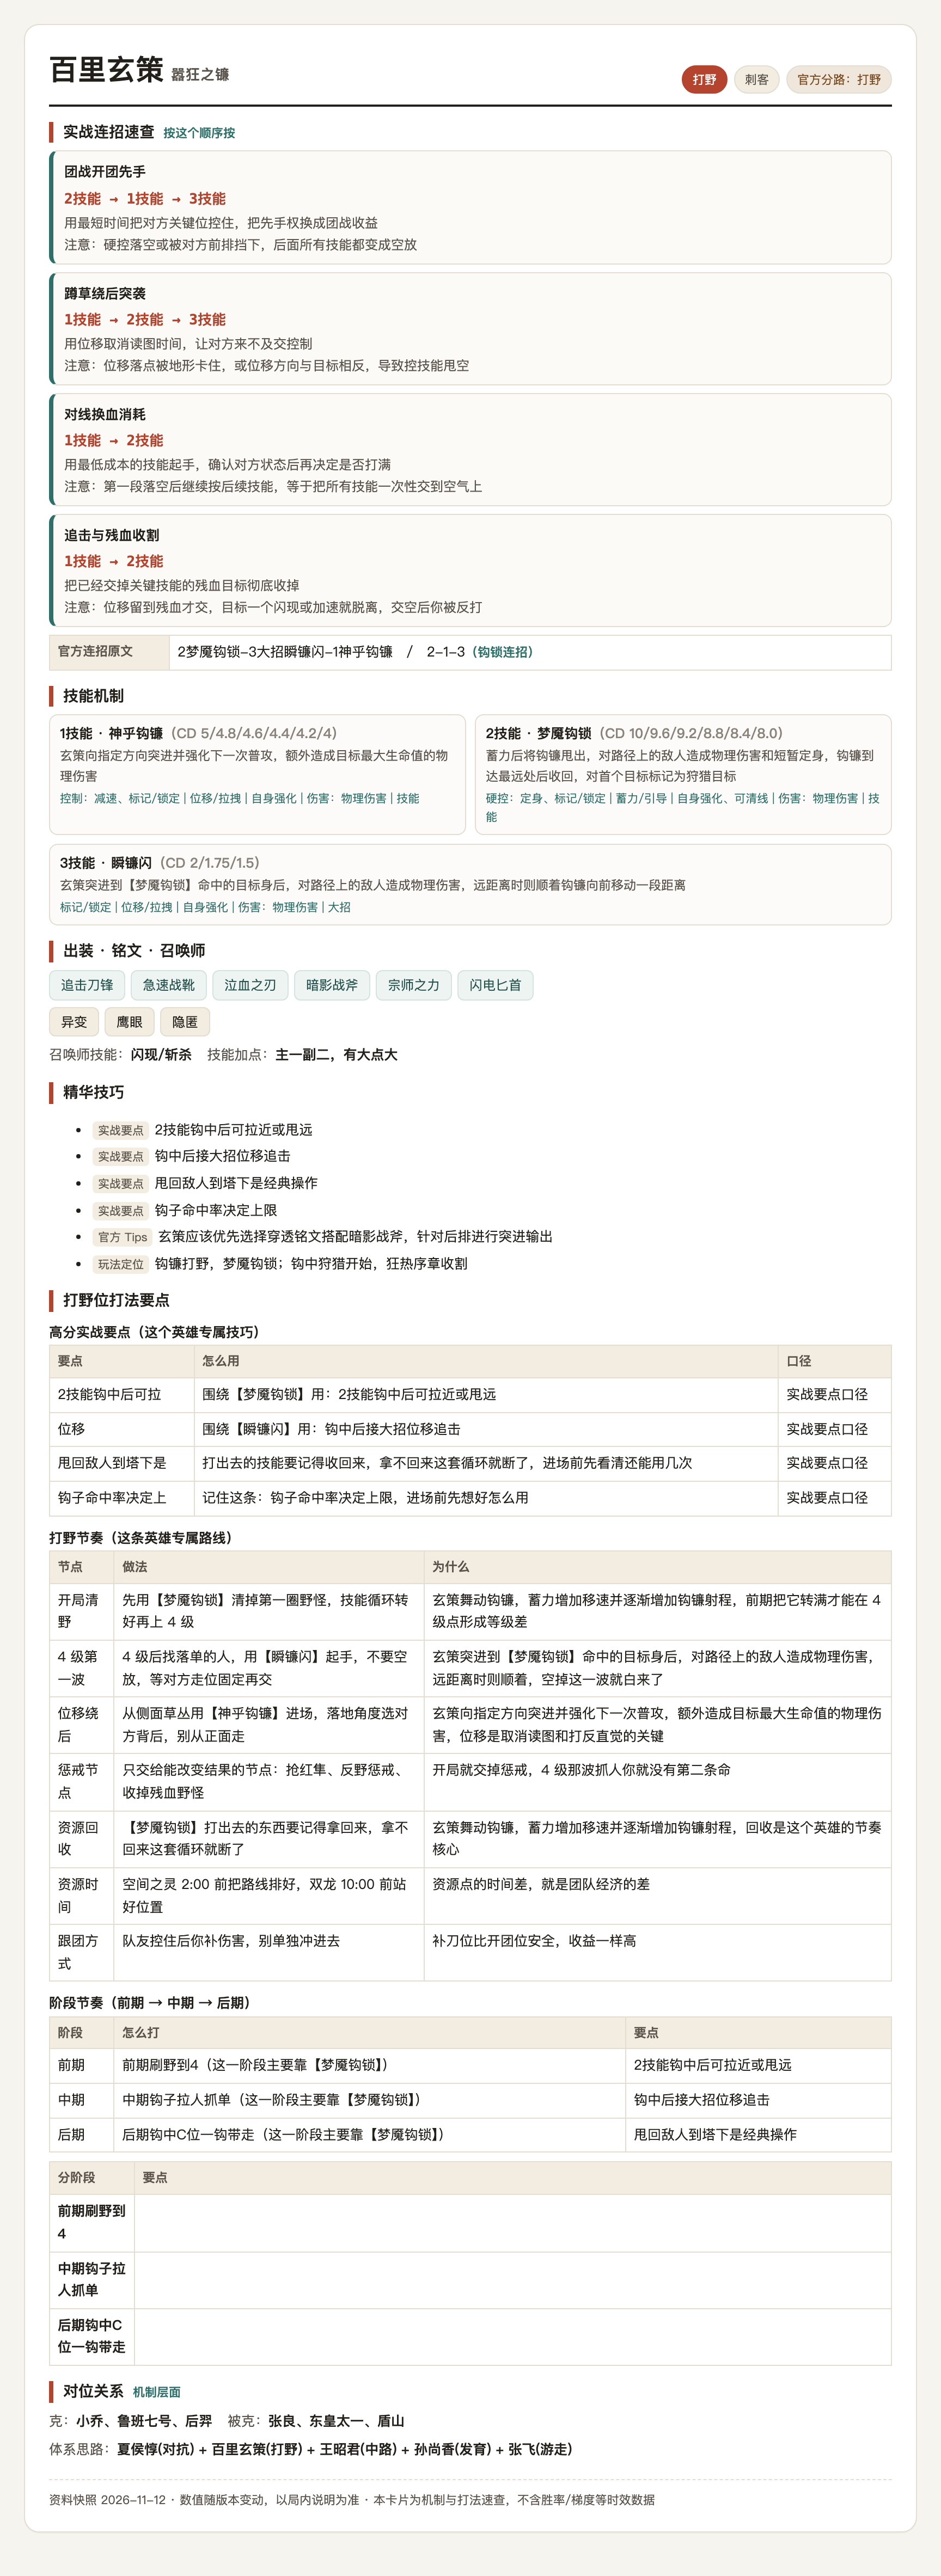 百里玄策 嚣狂之镰
打野 刺客 官方分路：打野
实战连招速查 按这个顺序按
团战开团先手
2技能 → 1技能 → 3技能
用最短时间把对方关键位控住，把先手权换成团战收益
注意：硬控落空或被对方前排挡下，后面所有技能都变成空放
蹲草绕后突袭
1技能 → 2技能 → 3技能
用位移取消读图时间，让对方来不及交控制
注意：位移落点被地形卡住，或位移方向与目标相反，导致控技能甩空
对线换血消耗
1技能 → 2技能
用最低成本的技能起手，确认对方状态后再决定是否打满
注意：第一段落空后继续按后续技能，等于把所有技能一次性交到空气上
追击与残血收割
1技能 → 2技能
把已经交掉关键技能的残血目标彻底收掉
注意：位移留到残血才交，目标一个闪现或加速就脱离，交空后你被反打
官方连招原文 2梦魇钩锁–3大招瞬镰闪–1神乎钩镰 / 2–1–3（钩锁连招）
技能机制
1技能 · 神乎钩镰（CD 5/4.8/4.6/4.4/4.2/4）
玄策向指定方向突进并强化下一次普攻，额外造成目标最大生命值的物
理伤害
控制：减速、标记/锁定 | 位移/拉拽 | 自身强化 | 伤害：物理伤害 | 技能
2技能 · 梦魇钩锁（CD 10/9.6/9.2/8.8/8.4/8.0）
蓄力后将钩镰甩出，对路径上的敌人造成物理伤害和短暂定身，钩镰到
达最远处后收回，对首个目标标记为狩猎目标
硬控：定身、标记/锁定 | 蓄力/引导 | 自身强化、可清线 | 伤害：物理伤害 | 技
能
3技能 · 瞬镰闪（CD 2/1.75/1.5）
玄策突进到【梦魇钩锁】命中的目标身后，对路径上的敌人造成物理伤害，远距离时则顺着钩镰向前移动一段距离
标记/锁定 | 位移/拉拽 | 自身强化 | 伤害：物理伤害 | 大招
出装 · 铭文 · 召唤师
追击刀锋 急速战靴 泣血之刃 暗影战斧 宗师之力 闪电匕首
异变 鹰眼 隐匿
召唤师技能：闪现/斩杀 技能加点：主一副二，有大点大
精华技巧
• 实战要点 2技能钩中后可拉近或甩远
• 实战要点 钩中后接大招位移追击
• 实战要点 甩回敌人到塔下是经典操作
• 实战要点 钩子命中率决定上限
• 官方 Tips 玄策应该优先选择穿透铭文搭配暗影战斧，针对后排进行突进输出
• 玩法定位 钩镰打野，梦魇钩锁；钩中狩猎开始，狂热序章收割
打野位打法要点
高分实战要点（这个英雄专属技巧）
要点 怎么用 口径
2技能钩中后可拉 围绕【梦魇钩锁】用：2技能钩中后可拉近或甩远 实战要点口径
位移 围绕【瞬镰闪】用：钩中后接大招位移追击 实战要点口径
甩回敌人到塔下是 打出去的技能要记得收回来，拿不回来这套循环就断了，进场前先看清还能用几次 实战要点口径
钩子命中率决定上 记住这条：钩子命中率决定上限，进场前先想好怎么用 实战要点口径
打野节奏（这条英雄专属路线）
节点 做法 为什么
开局清
野
先用【梦魇钩锁】清掉第一圈野怪，技能循环转
好再上 4 级
玄策舞动钩镰，蓄力增加移速并逐渐增加钩镰射程，前期把它转满才能在 4
级点形成等级差
4 级第
一波
4 级后找落单的人，用【瞬镰闪】起手，不要空
放，等对方走位固定再交
玄策突进到【梦魇钩锁】命中的目标身后，对路径上的敌人造成物理伤害，
远距离时则顺着，空掉这一波就白来了
位移绕
后
从侧面草丛用【神乎钩镰】进场，落地角度选对
方背后，别从正面走
玄策向指定方向突进并强化下一次普攻，额外造成目标最大生命值的物理伤
害，位移是取消读图和打反直觉的关键
惩戒节
点
只交给能改变结果的节点：抢红隼、反野惩戒、
收掉残血野怪
开局就交掉惩戒，4 级那波抓人你就没有第二条命
资源回
收
【梦魇钩锁】打出去的东西要记得拿回来，拿不
回来这套循环就断了
玄策舞动钩镰，蓄力增加移速并逐渐增加钩镰射程，回收是这个英雄的节奏
核心
资源时
间
空间之灵 2:00 前把路线排好，双龙 10:00 前站
好位置
资源点的时间差，就是团队经济的差
跟团方
式
队友控住后你补伤害，别单独冲进去
补刀位比开团位安全，收益一样高
阶段节奏（前期 → 中期 → 后期）
阶段 怎么打 要点
前期 前期刷野到4（这一阶段主要靠【梦魇钩锁】） 2技能钩中后可拉近或甩远
中期 中期钩子拉人抓单（这一阶段主要靠【梦魇钩锁】） 钩中后接大招位移追击
后期 后期钩中C位一钩带走（这一阶段主要靠【梦魇钩锁】） 甩回敌人到塔下是经典操作
分阶段 要点
前期刷野到
4
中期钩子拉
人抓单
后期钩中C
位一钩带走
对位关系 机制层面
克：小乔、鲁班七号、后羿 被克：张良、东皇太一、盾山
体系思路：夏侯惇(对抗) + 百里玄策(打野) + 王昭君(中路) + 孙尚香(发育) + 张飞(游走)
资料快照 2026–11–12 · 数值随版本变动，以局内说明为准 · 本卡片为机制与打法速查，不含胜率/梯度等时效数据